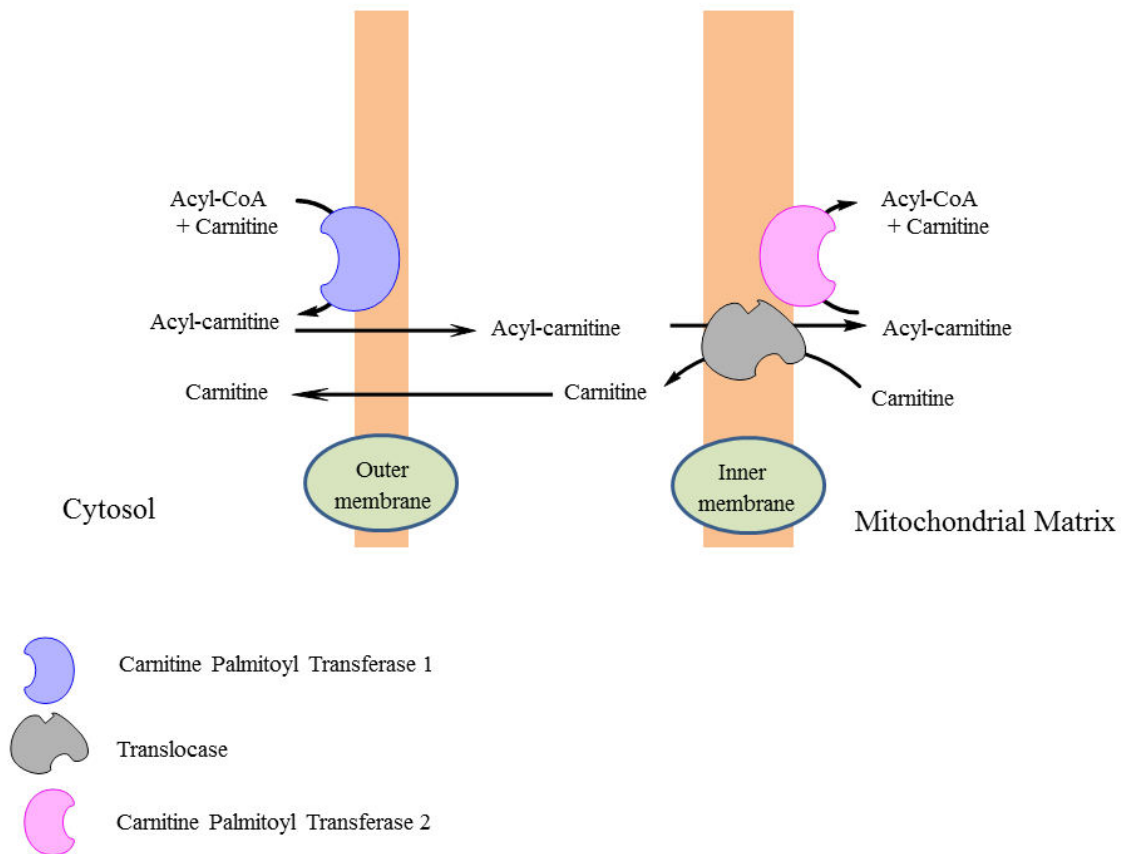 Acyl-CoA
+ Carnitine
Acyl-CoA
+ Carnitine
Acyl-carnitine
Acyl-carnitine
Acyl-carnitine
Carnitine
Carnitine
Carnitine
Outer
membrane
Inner
membrane
Cytosol
Mitochondrial Matrix
Carnitine Palmitoyl Transferase 1
Translocase
Carnitine Palmitoyl Transferase 2